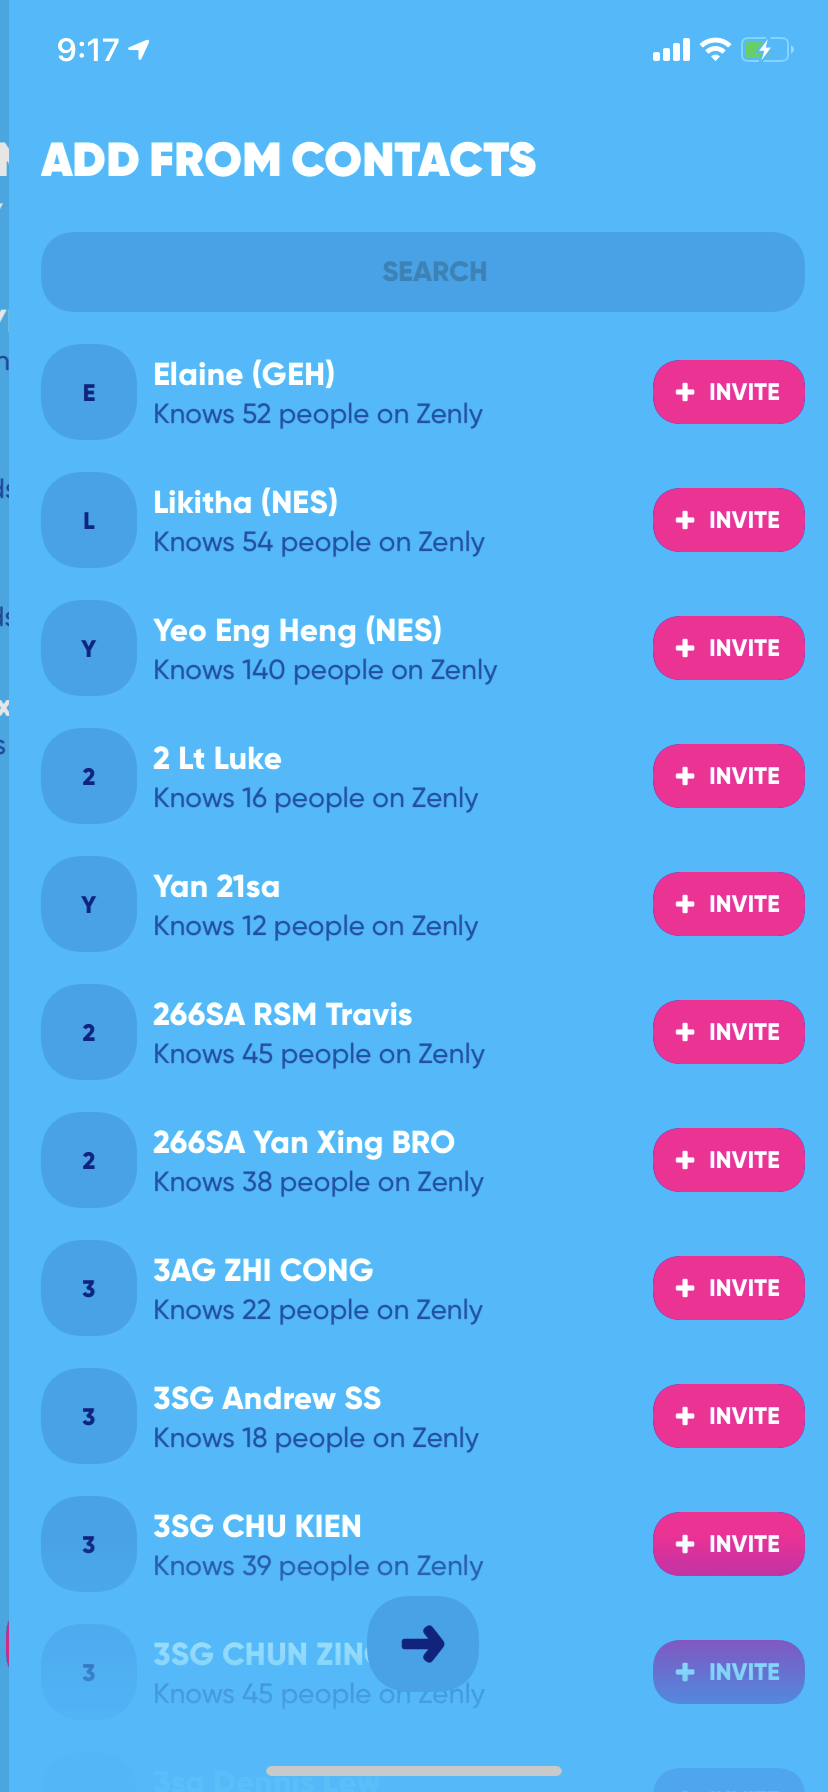 9:17
ADD FROM CONTACTS
SEARCH
E
Elaine (GEH)
Knows 52 people on Zenly
+ INVITE
L
Likitha (NES)
Knows 54 people on Zenly
+ INVITE
Y
Yeo Eng Heng (NES)
Knows 140 people on Zenly
+ INVITE
2
2 Lt Luke
Knows 16 people on Zenly
+ INVITE
Y
Yan 21sa
Knows 12 people on Zenly
+ INVITE
2
266SA RSM Travis
Knows 45 people on Zenly
+ INVITE
2
266SA Yan Xing BRO
Knows 38 people on Zenly
+ INVITE
3
3AG ZHI CONG
Knows 22 people on Zenly
+ INVITE
3
3SG Andrew SS
Knows 18 people on Zenly
+ INVITE
3
3SG CHU KIEN
Knows 39 people on Zenly
+ INVITE
3
3SG CHUN
Knows 45 people on Zenly
+ INVITE
3sg Dennis Lew